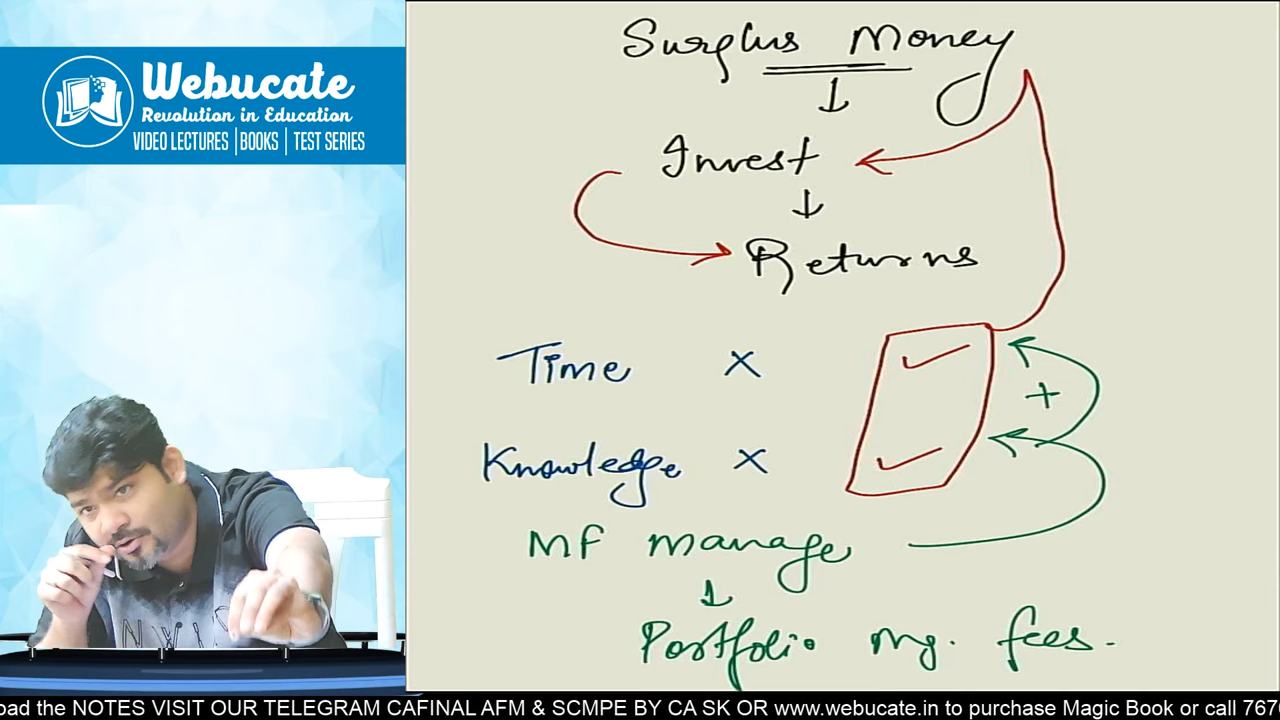 Webucate
Revolution in Education
VIDEO LECTURES | BOOKS | TEST SERIES
Surplus Money
↓
Invest
↓
Returns
Time ×
+
Knowledge ×
MF manage
↓
Portfolio mg. fees.
oad the NOTES VISIT OUR TELEGRAM CAFINAL AFM & SCMPE BY CA SK OR www.webucate.in to purchase Magic Book or call 767